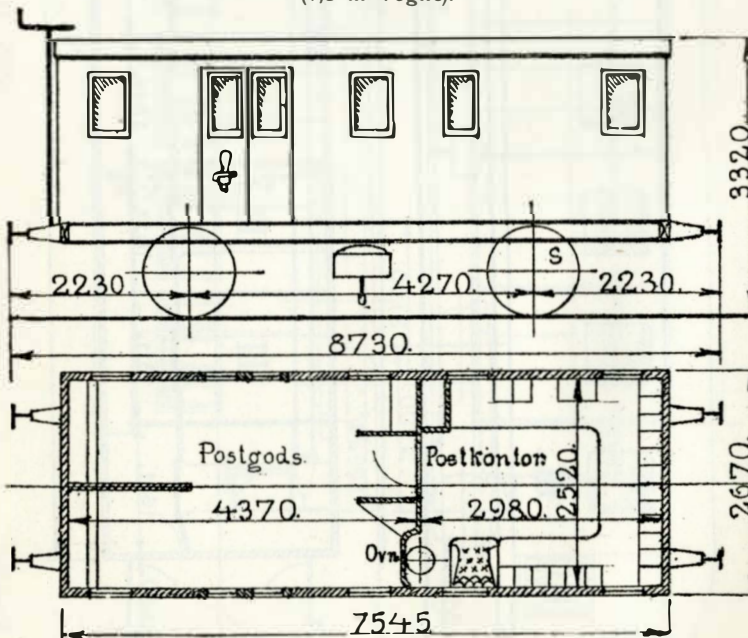 3320.
S
2230.
4270.
2230.
8730.
Postgods.
Postkontor
4370.
2980.
2520.
2670.
Ovn
7545